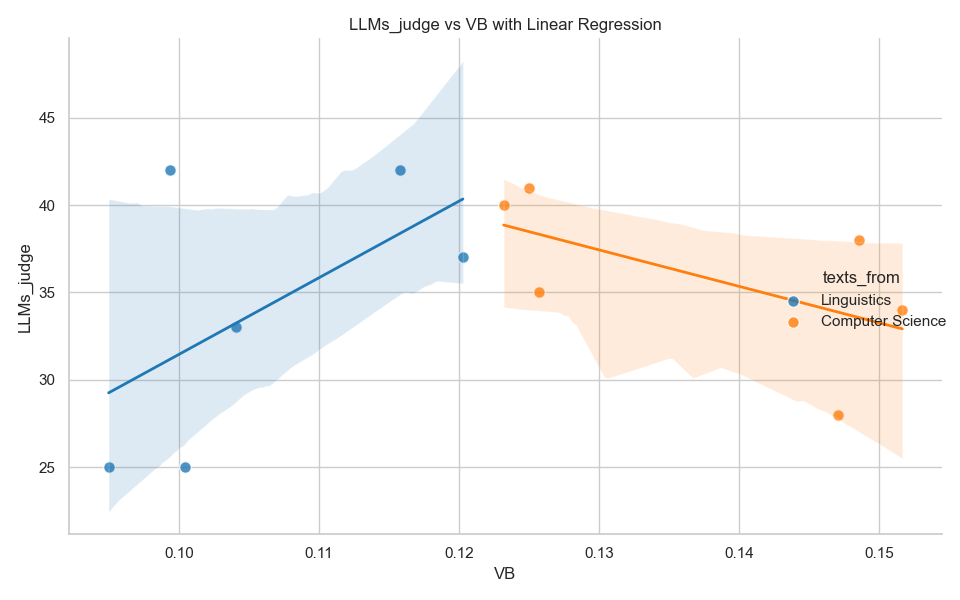 LLMs_judge vs VB with Linear Regression
45
40
35
30
25
LLMs_judge
texts_from
Linguistics
Computer Science
0.10
0.11
0.12
0.13
0.14
0.15
VB